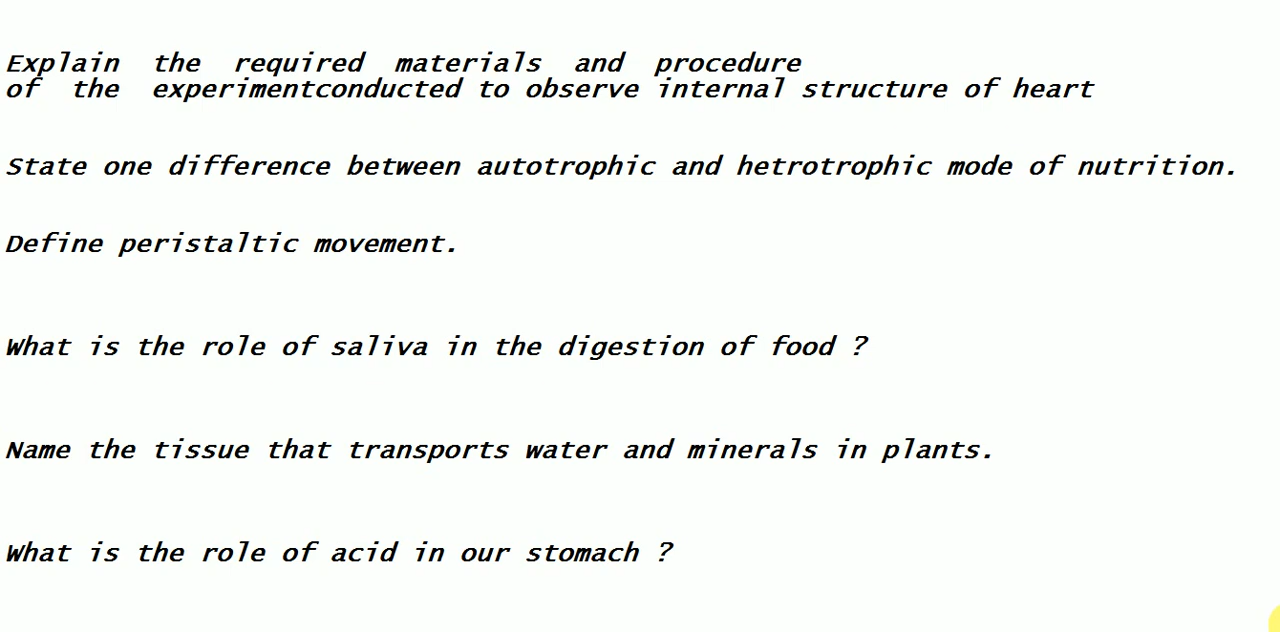 Explain the required materials and procedure
of the experimentconducted to observe internal structure of heart
State one difference between autotrophic and hetrotrophic mode of nutrition.
Define peristaltic movement.
What is the role of saliva in the digestion of food ?
Name the tissue that transports water and minerals in plants.
What is the role of acid in our stomach ?